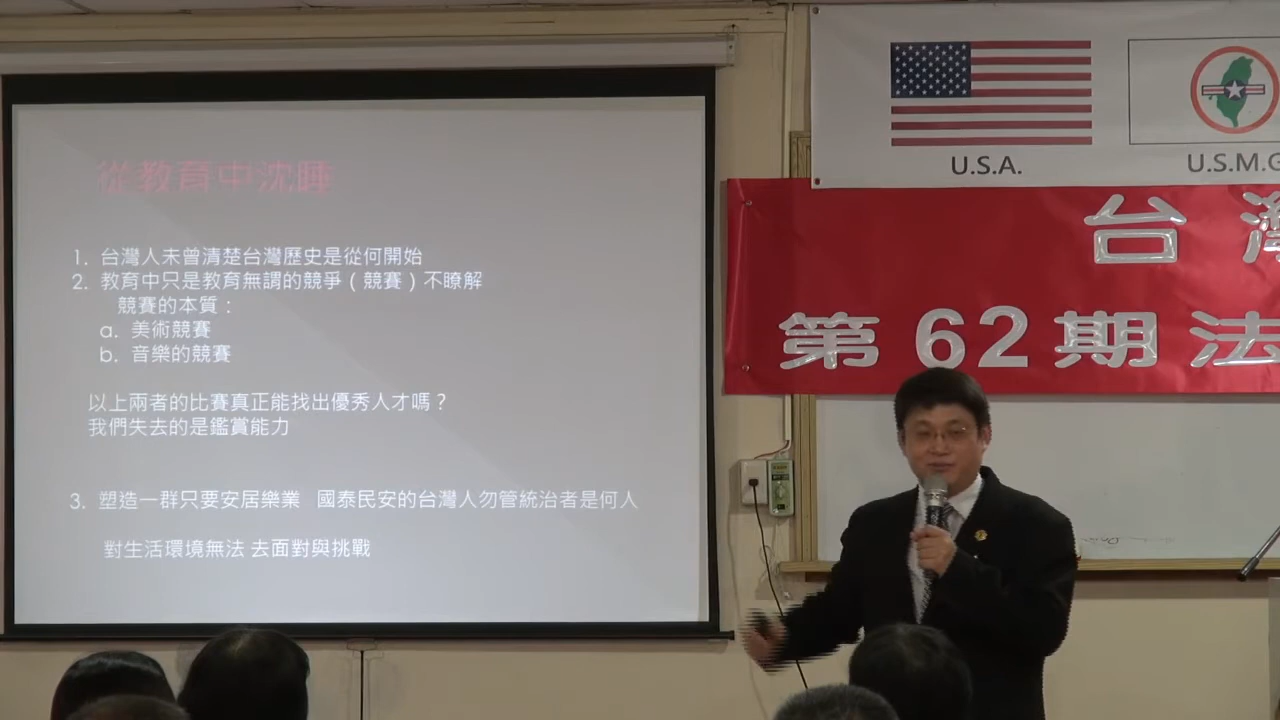 從教育中沈睡
1. 台灣人未曾清楚台灣歷史是從何開始
2. 教育中只是教育無謂的競爭（競賽）不瞭解
競賽的本質：
a. 美術競賽
b. 音樂的競賽
以上兩者的比賽真正能找出優秀人才嗎？
我們失去的是鑑賞能力
3. 塑造一群只要安居樂業 國泰民安的台灣人勿管統治者是何人
對生活環境無法 去面對與挑戰
U.S.A.
U.S.M.G
台灣
第62期法